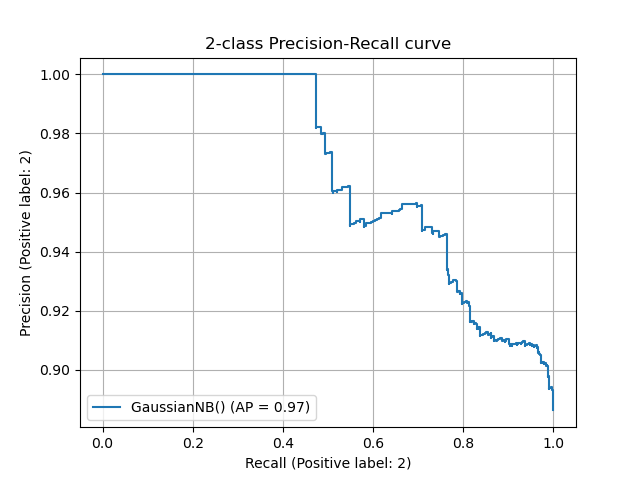 2-class Precision-Recall curve
Precision (Positive label: 2)
1.00
0.98
0.96
0.94
0.92
0.90
GaussianNB() (AP = 0.97)
0.0 0.2 0.4 0.6 0.8 1.0
Recall (Positive label: 2)